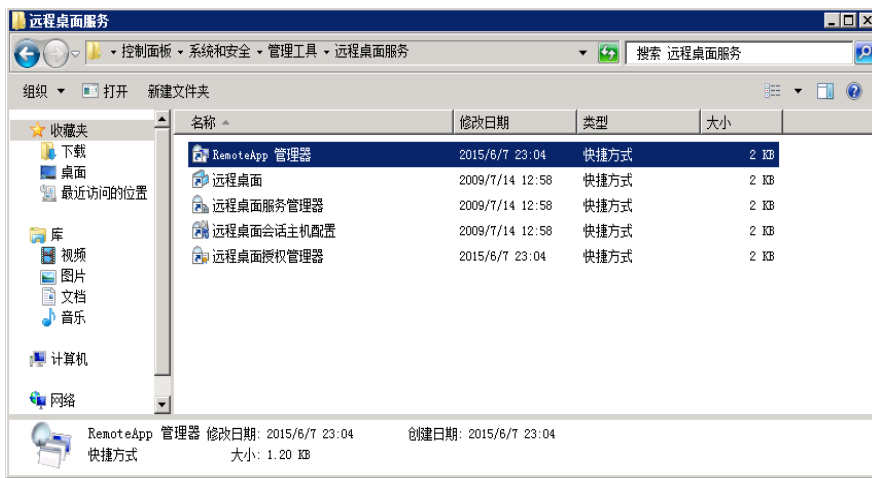 远程桌面服务
控制面板 系统和安全 管理工具 远程桌面服务 搜索 远程桌面服务
组织 打开 新建文件夹
收藏夹
下载
桌面
最近访问的位置
库
视频
图片
文档
音乐
计算机
网络
名称 修改日期 类型 大小
RemoteApp 管理器 2015/6/7 23:04 快捷方式 2 KB
远程桌面 2009/7/14 12:58 快捷方式 2 KB
远程桌面服务管理器 2009/7/14 12:58 快捷方式 2 KB
远程桌面会话主机配置 2009/7/14 12:58 快捷方式 2 KB
远程桌面授权管理器 2015/6/7 23:04 快捷方式 2 KB
RemoteApp 管理器 修改日期: 2015/6/7 23:04 创建日期: 2015/6/7 23:04
快捷方式 大小: 1.20 KB